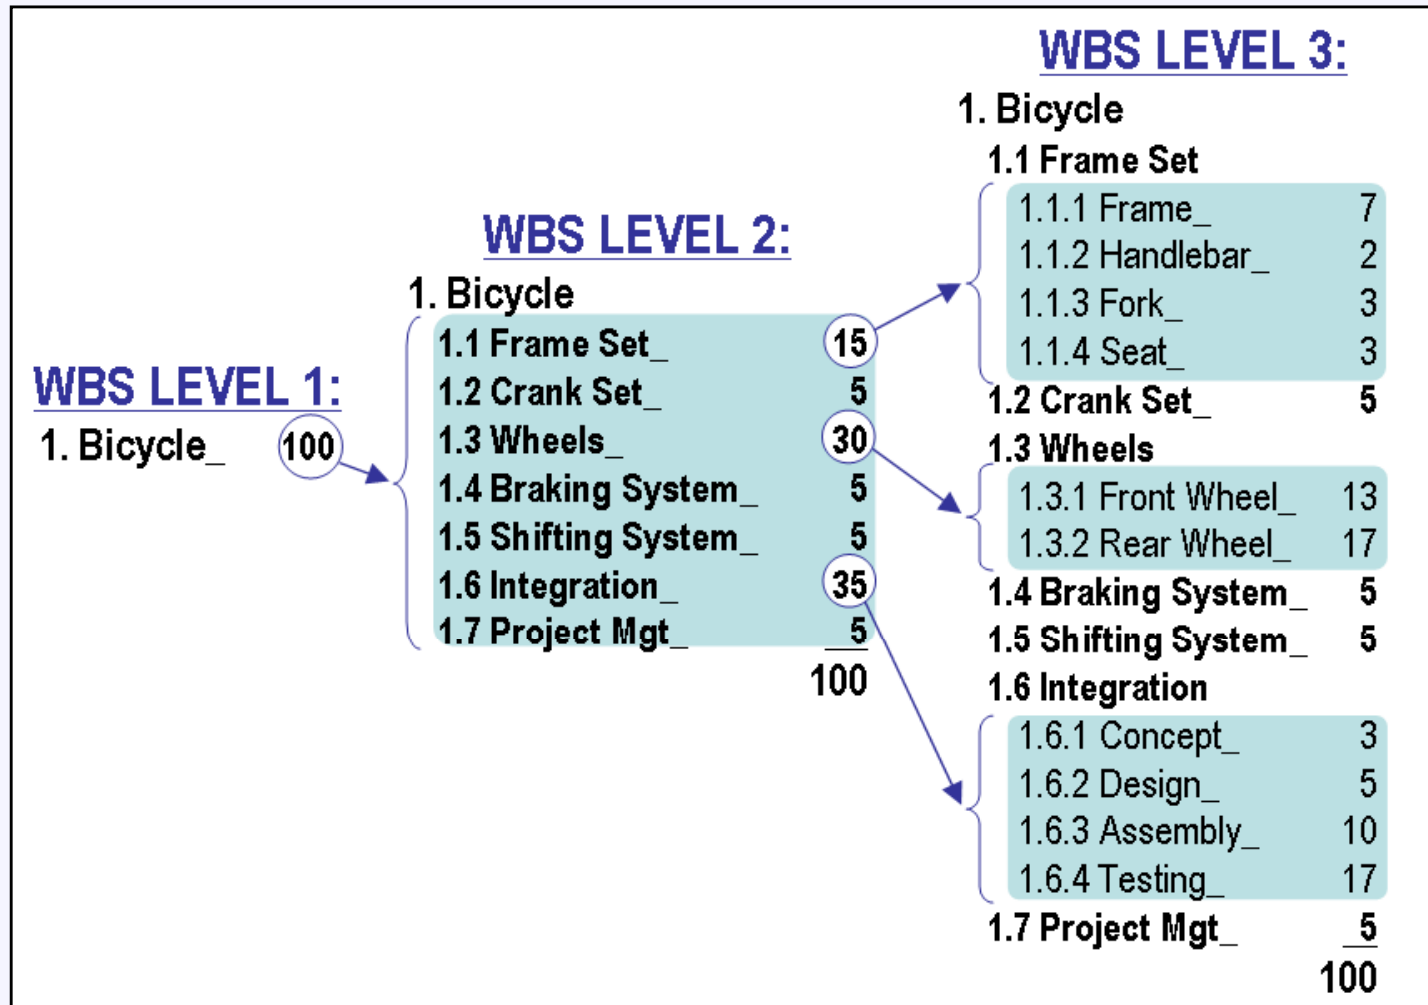 WBS LEVEL 1:
1. Bicycle_ 100
WBS LEVEL 2:
1. Bicycle
1.1 Frame Set_ 15
1.2 Crank Set_ 5
1.3 Wheels_ 30
1.4 Braking System_ 5
1.5 Shifting System_ 5
1.6 Integration_ 35
1.7 Project Mgt_ 5
100
WBS LEVEL 3:
1. Bicycle
1.1 Frame Set
1.1.1 Frame_ 7
1.1.2 Handlebar_ 2
1.1.3 Fork_ 3
1.1.4 Seat_ 3
1.2 Crank Set_ 5
1.3 Wheels
1.3.1 Front Wheel_ 13
1.3.2 Rear Wheel_ 17
1.4 Braking System_ 5
1.5 Shifting System_ 5
1.6 Integration
1.6.1 Concept_ 3
1.6.2 Design_ 5
1.6.3 Assembly_ 10
1.6.4 Testing_ 17
1.7 Project Mgt_ 5
100